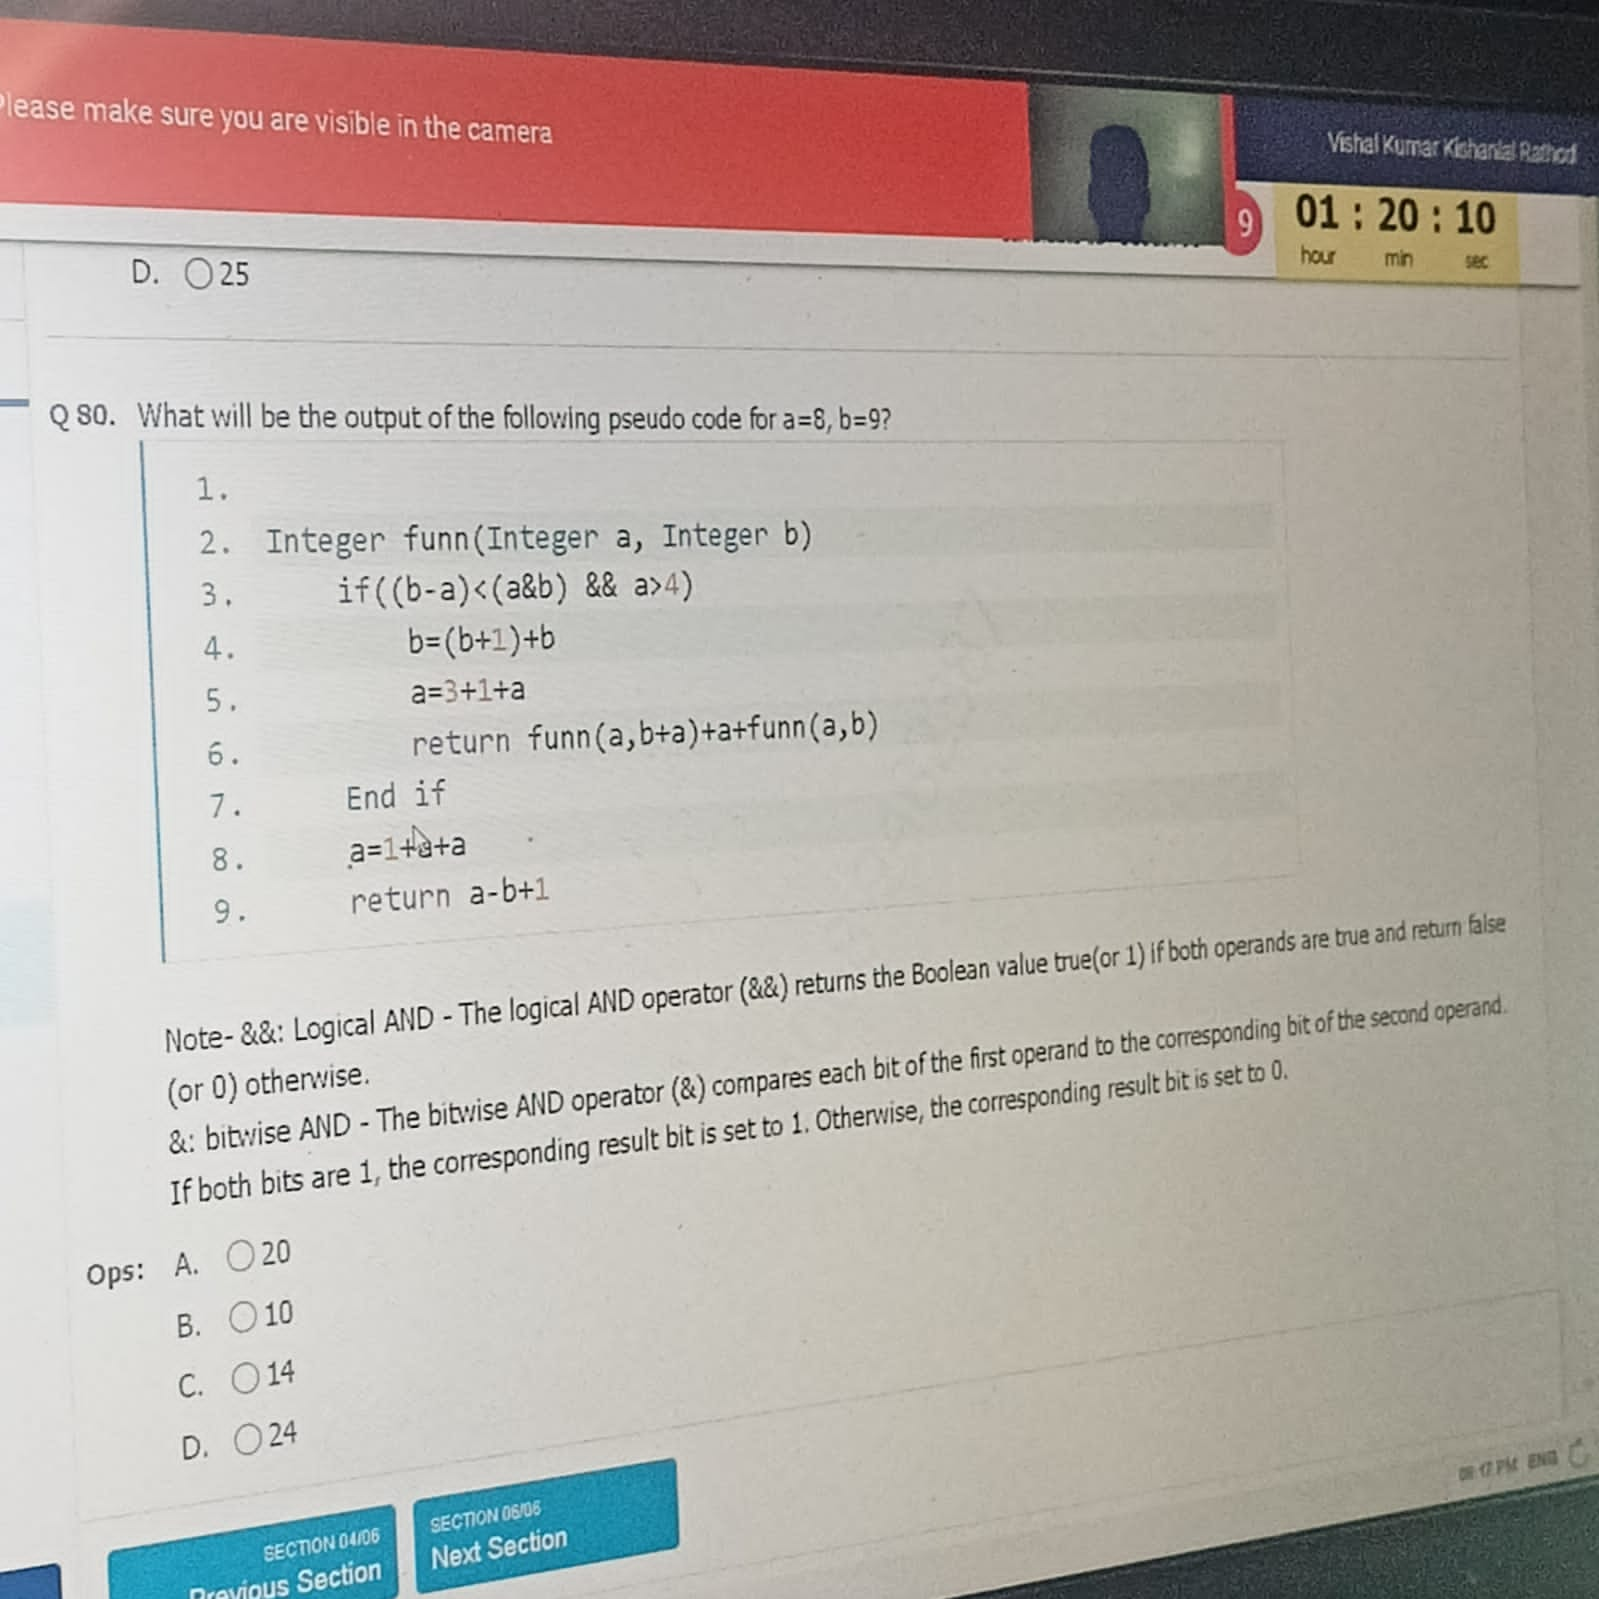 Please make sure you are visible in the camera
Vishal Kumar Kishanlal Rathod
9
01 : 20 : 10
hour min sec
D. 25
Q 80. What will be the output of the following pseudo code for a=8, b=9?
1.
2. Integer funn(Integer a, Integer b)
3. if((b-a)<(a&b) && a>4)
4. b=(b+1)+b
5. a=3+1+a
6. return funn(a,b+a)+a+funn(a,b)
7. End if
8. a=1+a+a
9. return a-b+1
Note- &&: Logical AND - The logical AND operator (&&) returns the Boolean value true(or 1) if both operands are true and return false
(or 0) otherwise.
&: bitwise AND - The bitwise AND operator (&) compares each bit of the first operand to the corresponding bit of the second operand.
If both bits are 1, the corresponding result bit is set to 1. Otherwise, the corresponding result bit is set to 0.
Ops: A. 20
B. 10
C. 14
D. 24
SECTION 04/06
Previous Section
SECTION 06/06
Next Section
PM ENG